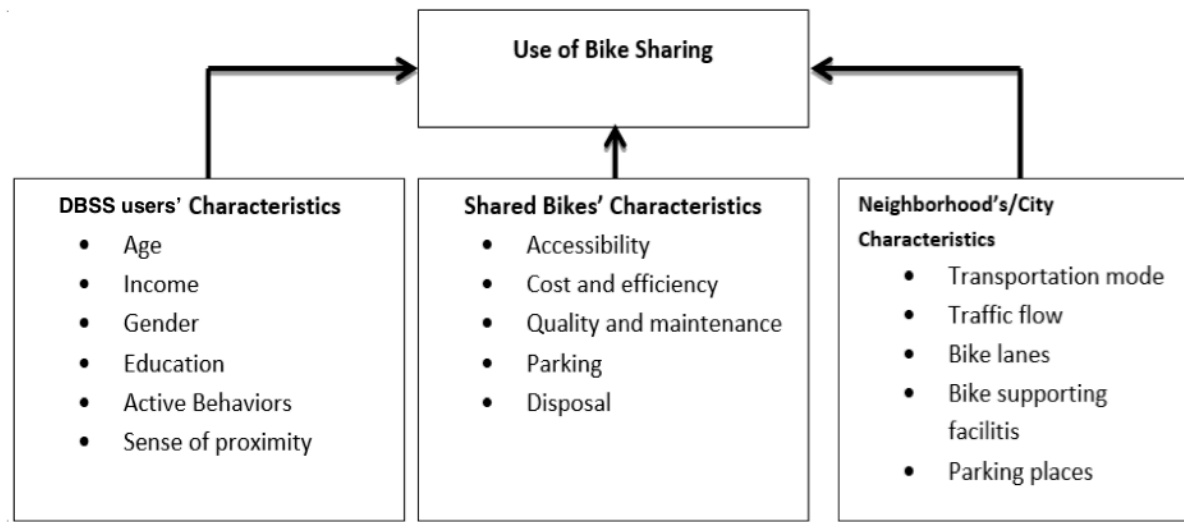 Use of Bike Sharing
DBSS users’ Characteristics
• Age
• Income
• Gender
• Education
• Active Behaviors
• Sense of proximity
Shared Bikes’ Characteristics
• Accessibility
• Cost and efficiency
• Quality and maintenance
• Parking
• Disposal
Neighborhood’s/City
Characteristics
• Transportation mode
• Traffic flow
• Bike lanes
• Bike supporting
facilitis
• Parking places